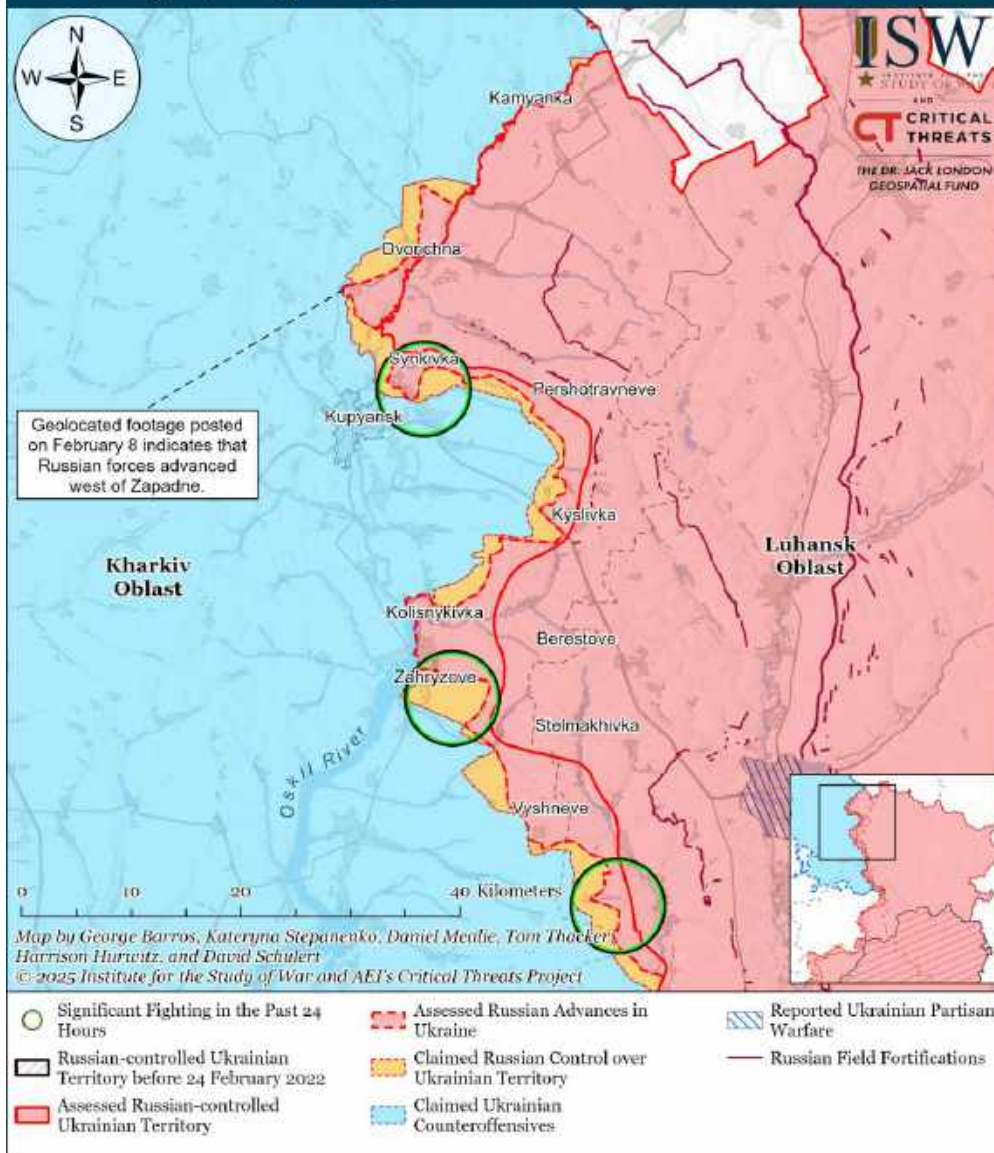 N
W E
S
ISW
INSTITUTE FOR THE
STUDY OF WAR
AND
CT CRITICAL
THREATS
THE DR. JACK LONDON
GEOSPATIAL FUND
Kamyanka
Dvorichna
Synkivka
Pershotravneve
Kupyansk
Geolocated footage posted
on February 8 indicates that
Russian forces advanced
west of Zapadne.
Kyslivka
Kharkiv
Oblast
Luhansk
Oblast
Kolisnykivka
Berestove
Zahryzove
Stelmakhivka
Oskil River
Vyshneve
0 10 20 40 Kilometers
Map by George Barros, Kateryna Stepanenko, Daniel Mealie, Tom Thacker,
Harrison Hurwitz, and David Schulert
© 2025 Institute for the Study of War and AEI's Critical Threats Project
Significant Fighting in the Past 24
Hours
Russian-controlled Ukrainian
Territory before 24 February 2022
Assessed Russian-controlled
Ukrainian Territory
Assessed Russian Advances in
Ukraine
Claimed Russian Control over
Ukrainian Territory
Claimed Ukrainian
Counteroffensives
Reported Ukrainian Partisan
Warfare
Russian Field Fortifications